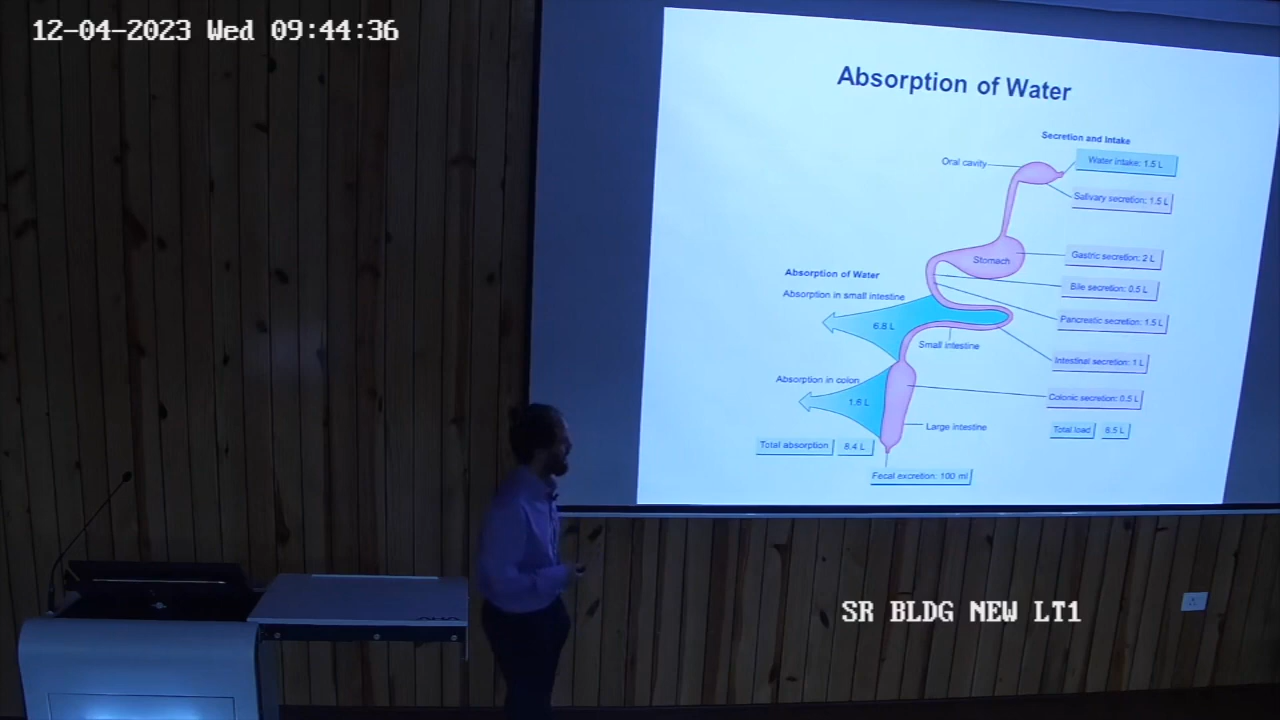 12-04-2023 Wed 09:44:36
Absorption of Water
Secretion and Intake
Oral cavity
Water intake: 1.5 L
Salivary secretion: 1.5 L
Stomach
Gastric secretion: 2 L
Absorption of Water
Bile secretion: 0.5 L
Absorption in small intestine
6.8 L
Pancreatic secretion: 1.5 L
Small intestine
Intestinal secretion: 1 L
Absorption in colon
1.6 L
Colonic secretion: 0.5 L
Large intestine
Total load 8.5 L
Total absorption 8.4 L
Fecal excretion: 100 ml
SR BLDG NEW LT1